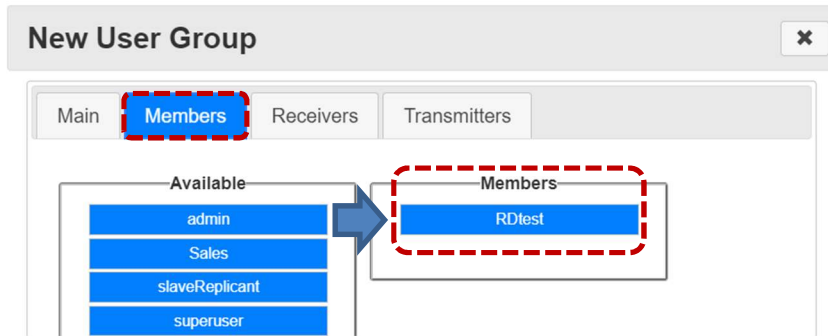 New User Group
Main Members Receivers Transmitters
Available Members
admin RDtest
Sales
slaveReplicant
superuser